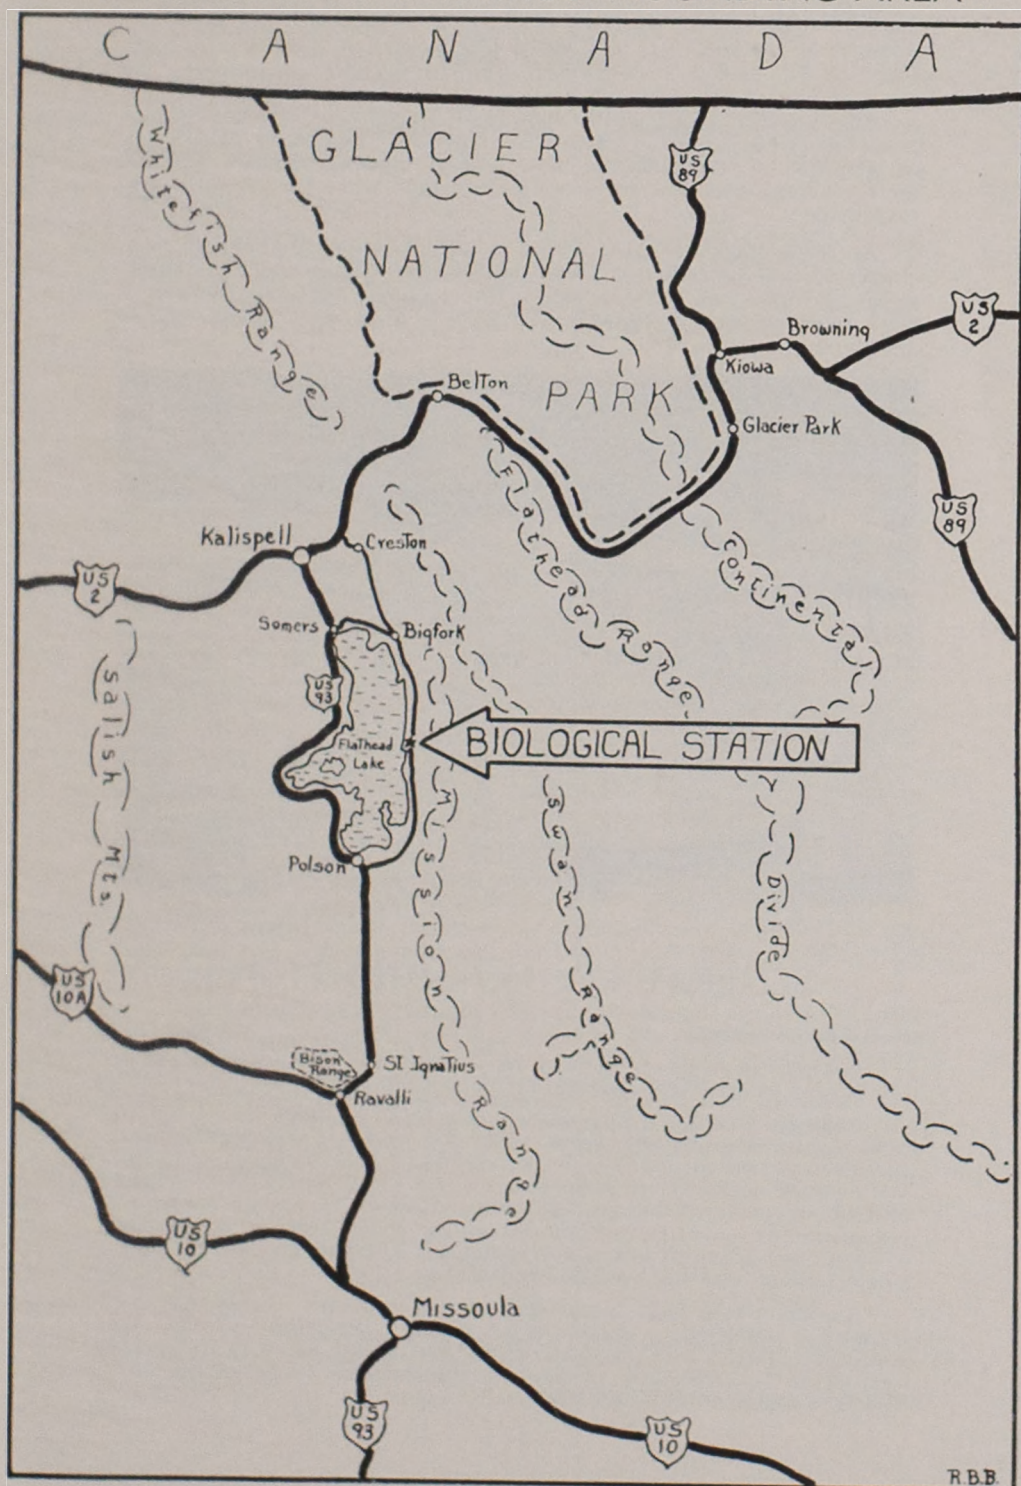 C A N A D A
GLACIER
NATIONAL
PARK
Whitefish Range
US
89
US
2
Browning
Kiowa
Belton
Glacier Park
US
89
Kalispell
Creston
US
2
Somers
Bigfork
Flathead Range
Continental
Divide
US
93
Flathead
Lake
BIOLOGICAL STATION
Salish Mts.
Mission Range
Swan Range
Polson
US
10A
Bison
Range
St Ignatius
Ravalli
US
10
Missoula
US
93
US
10
R.B.B.